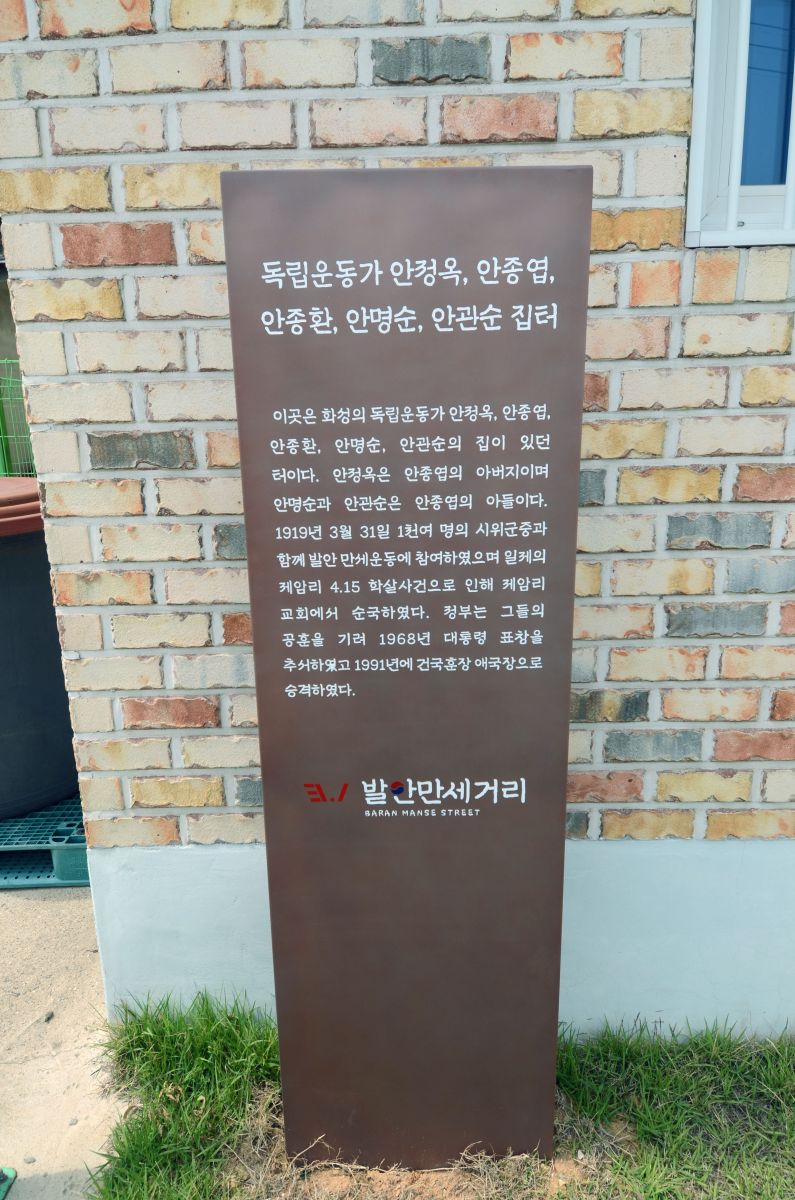 독립운동가 안정옥, 안종엽,
안종환, 안명순, 안관순 집터
이곳은 화성의 독립운동가 안정옥, 안종엽,
안종환, 안명순, 안관순의 집이 있던
터이다. 안정옥은 안종엽의 아버지이며
안명순과 안관순은 안종엽의 아들이다.
1919년 3월 31일 1천여 명의 시위군중과
함께 발안 만세운동에 참여하였으며 일제의
제암리 4.15 학살사건으로 인해 제암리
교회에서 순국하였다. 정부는 그들의
공훈을 기려 1968년 대통령 표창을
추서하였고 1991년에 건국훈장 애국장으로
승격하였다.
3.1 발안만세거리
BARAN MANSE STREET